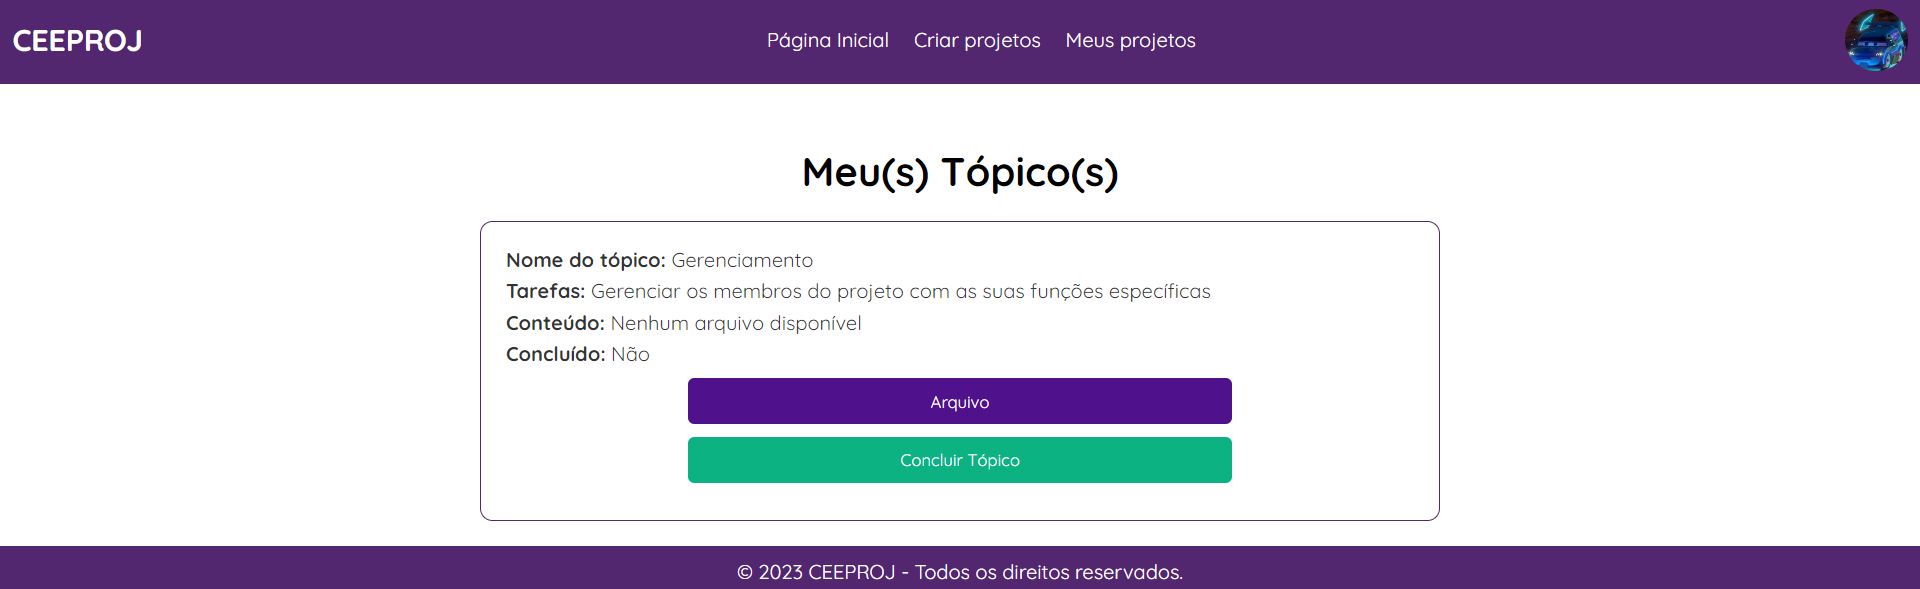 CEEPROJ
Página Inicial Criar projetos Meus projetos
Meu(s) Tópico(s)
Nome do tópico: Gerenciamento
Tarefas: Gerenciar os membros do projeto com as suas funções específicas
Conteúdo: Nenhum arquivo disponível
Concluído: Não
Arquivo
Concluir Tópico
© 2023 CEEPROJ - Todos os direitos reservados.